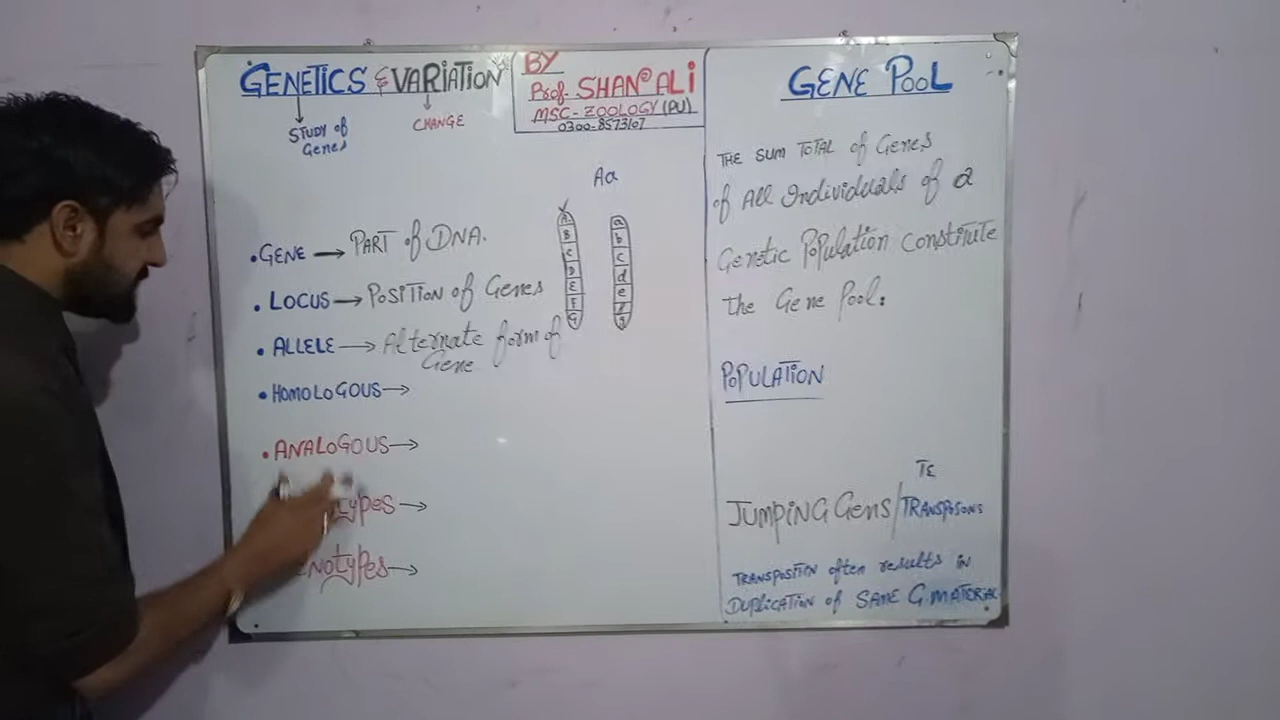 GENETICS & VARIATION
STUDY of
Genes
CHANGE
BY
Prof. SHAN ALI
MSC-ZOOLOGY (PU)
0300-8573107
Aa
• GENE → PART of DNA.
• LOCUS → POSITION of Genes
• ALLELE → Alternate form of
Gene
• HOMOLOGOUS →
• ANALOGOUS →
types →
NOTYPES →
A
B
C
D
E
F
G
a
b
c
d
e
f
g
GENE POOL
THE SUM TOTAL of Genes
of All Individuals of a
Genetic Population constitute
the Gene Pool.
POPULATION
TE
JUMPING Gens/TRANSPOSONS
TRANSPOSITION often results in
Duplication of SAME G.MATERIAL